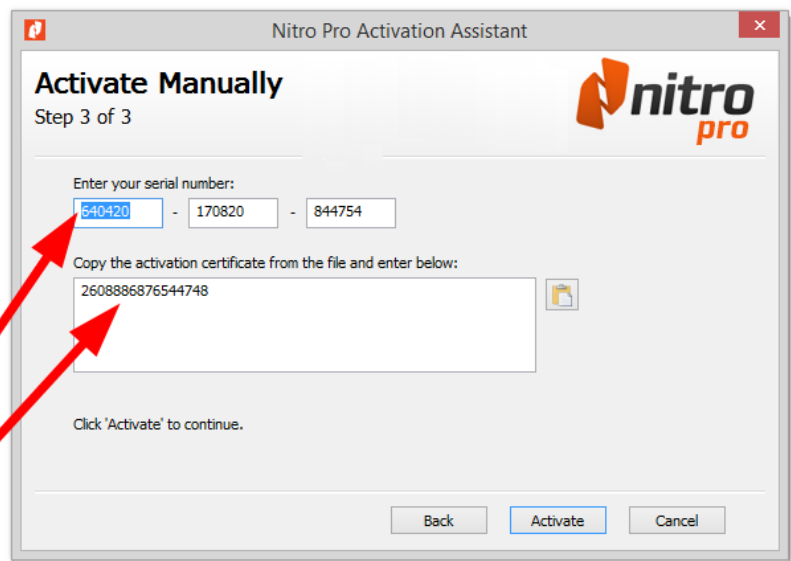 Nitro Pro Activation Assistant
Activate Manually
Step 3 of 3
nitro
pro
Enter your serial number:
640420 - 170820 - 844754
Copy the activation certificate from the file and enter below:
2608886876544748
Click 'Activate' to continue.
Back Activate Cancel